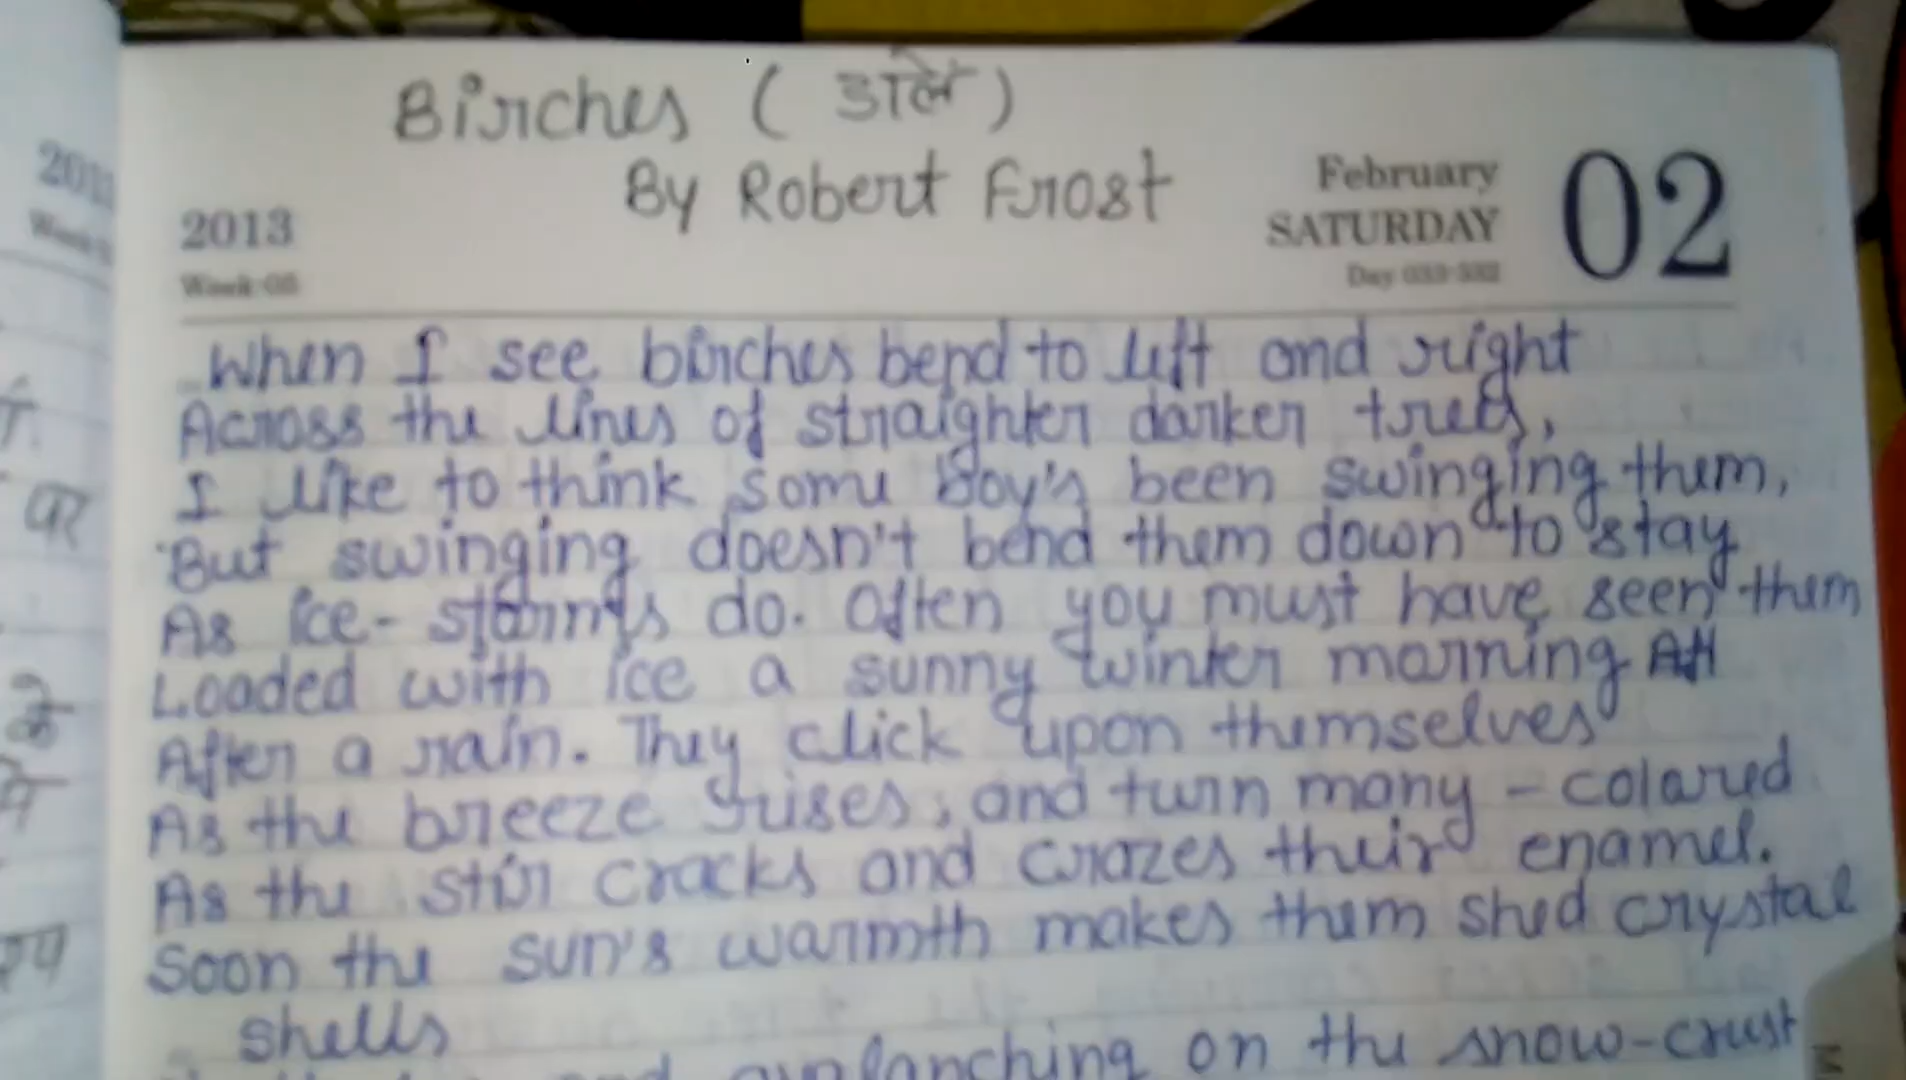 Birches ( डालें )
By Robert Frost
2013
February
SATURDAY
02
When I see birches bend to left and right
Across the lines of straighter darker trees,
I like to think some boy's been swinging them,
But swinging doesn't bend them down to stay
As ice-storms do. Often you must have seen them
Loaded with ice a sunny winter morning
After a rain. They click upon themselves
As the breeze rises, and turn many-colored
As the stir cracks and crazes their enamel.
Soon the sun's warmth makes them shed crystal
shells
on the snow-crust